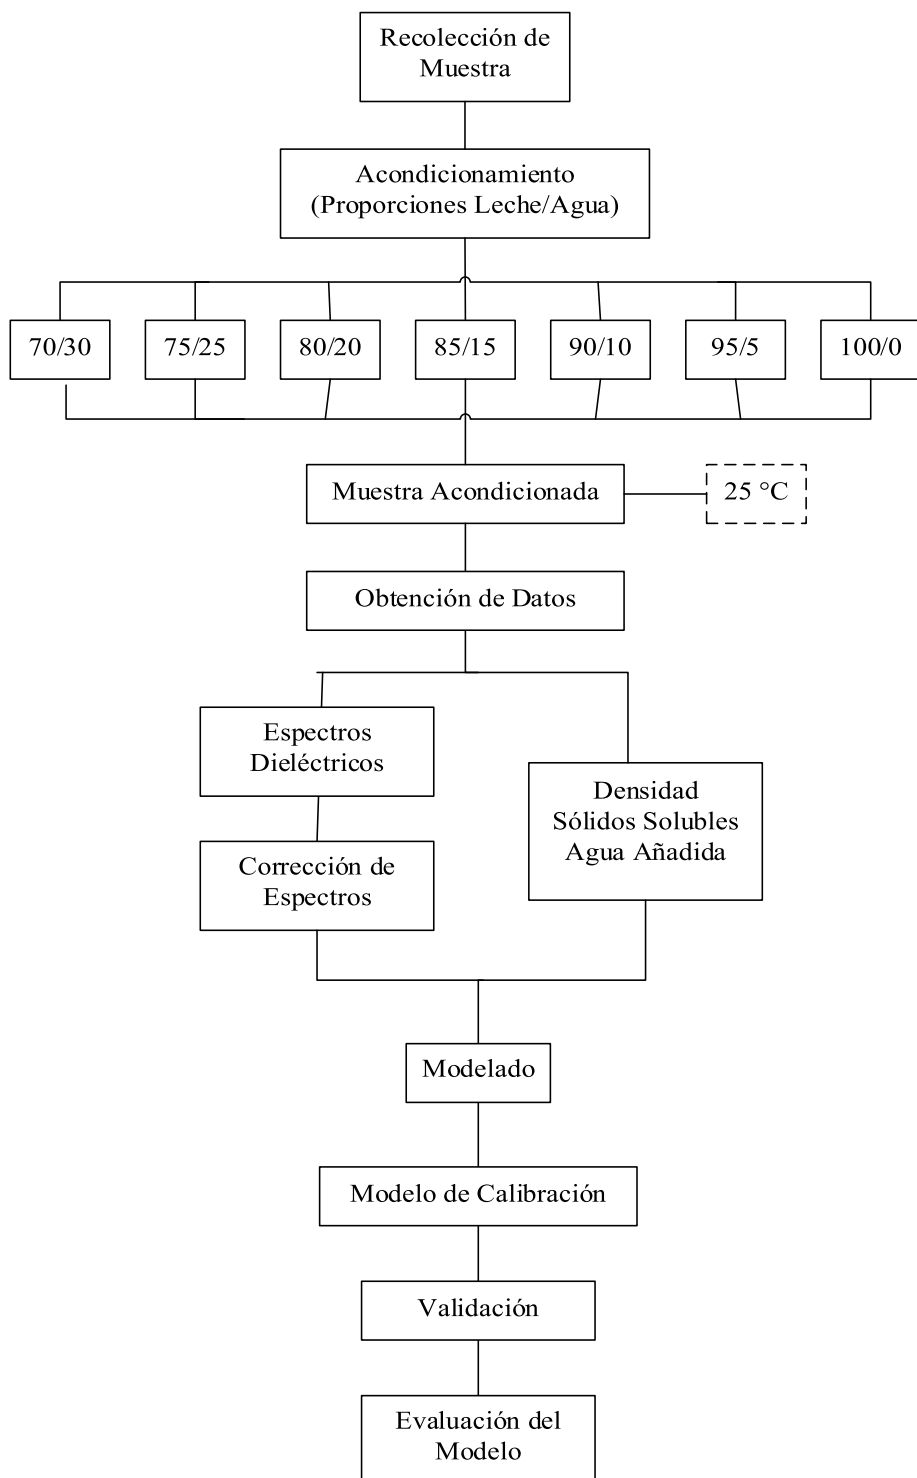 Recolección de
Muestra
Acondicionamiento
(Proporciones Leche/Agua)
70/30
75/25
80/20
85/15
90/10
95/5
100/0
Muestra Acondicionada
25 °C
Obtención de Datos
Espectros
Dieléctricos
Corrección de
Espectros
Densidad
Sólidos Solubles
Agua Añadida
Modelado
Modelo de Calibración
Validación
Evaluación del
Modelo